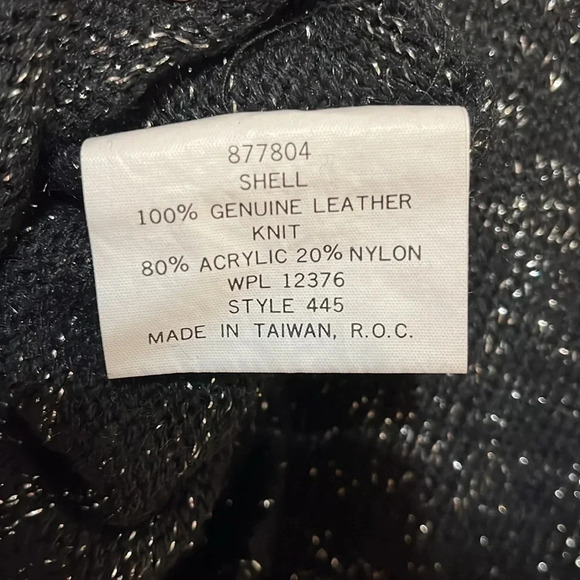 877804
SHELL
100% GENUINE LEATHER
KNIT
80% ACRYLIC 20% NYLON
WPL 12376
STYLE 445
MADE IN TAIWAN, R.O.C.